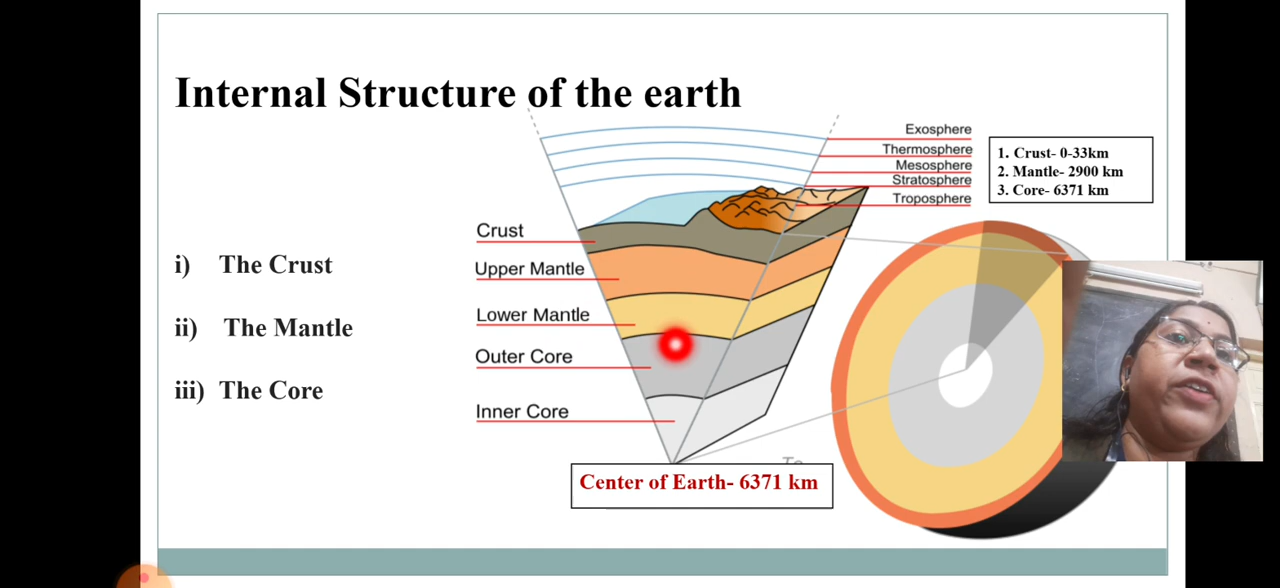 Internal Structure of the earth
Exosphere
Thermosphere
Mesosphere
Stratosphere
Troposphere
1. Crust- 0-33km
2. Mantle- 2900 km
3. Core- 6371 km
i) The Crust
ii) The Mantle
iii) The Core
Crust
Upper Mantle
Lower Mantle
Outer Core
Inner Core
To
Center of Earth- 6371 km